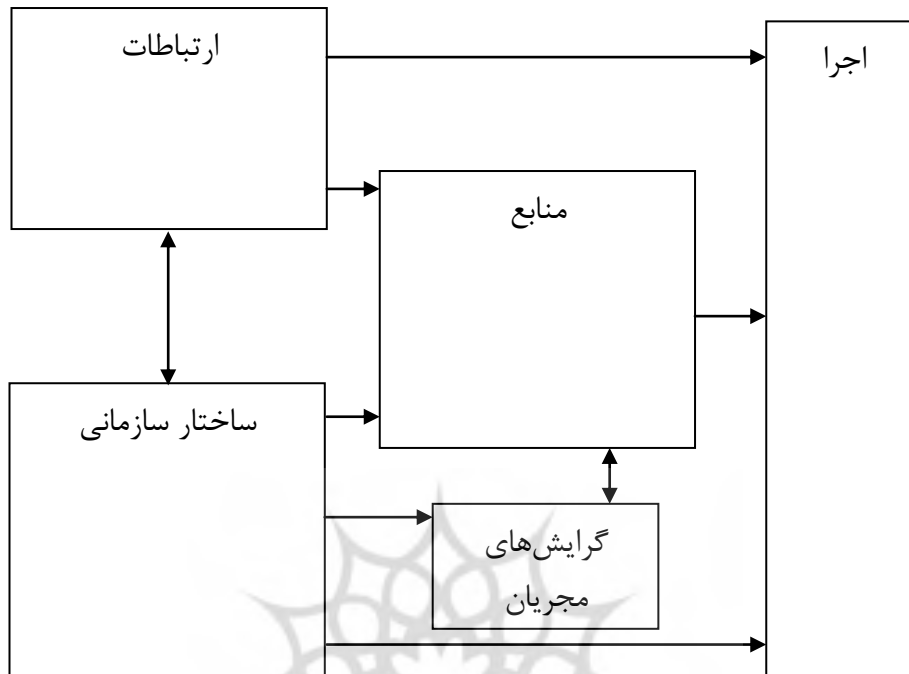 ارتباطات
اجرا
منابع
ساختار سازمانی
گرایش‌های
مجریان